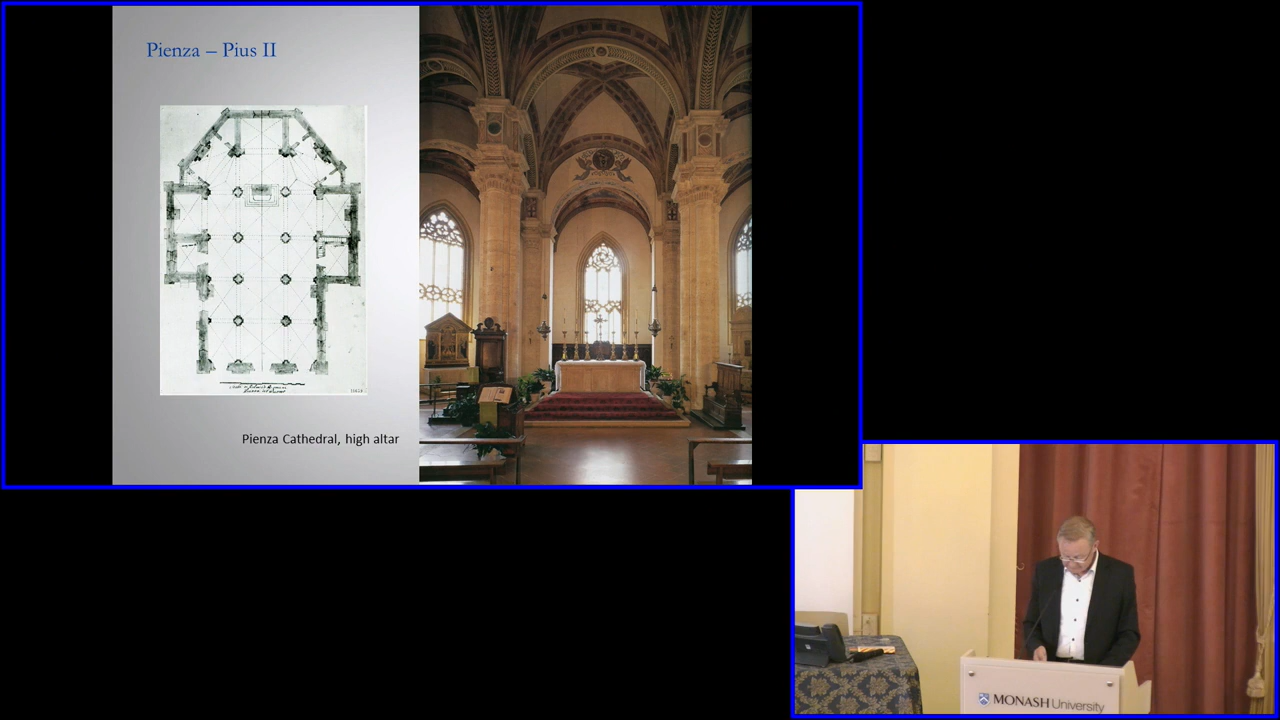 Pienza – Pius II
Pienza Cathedral, high altar
MONASH University